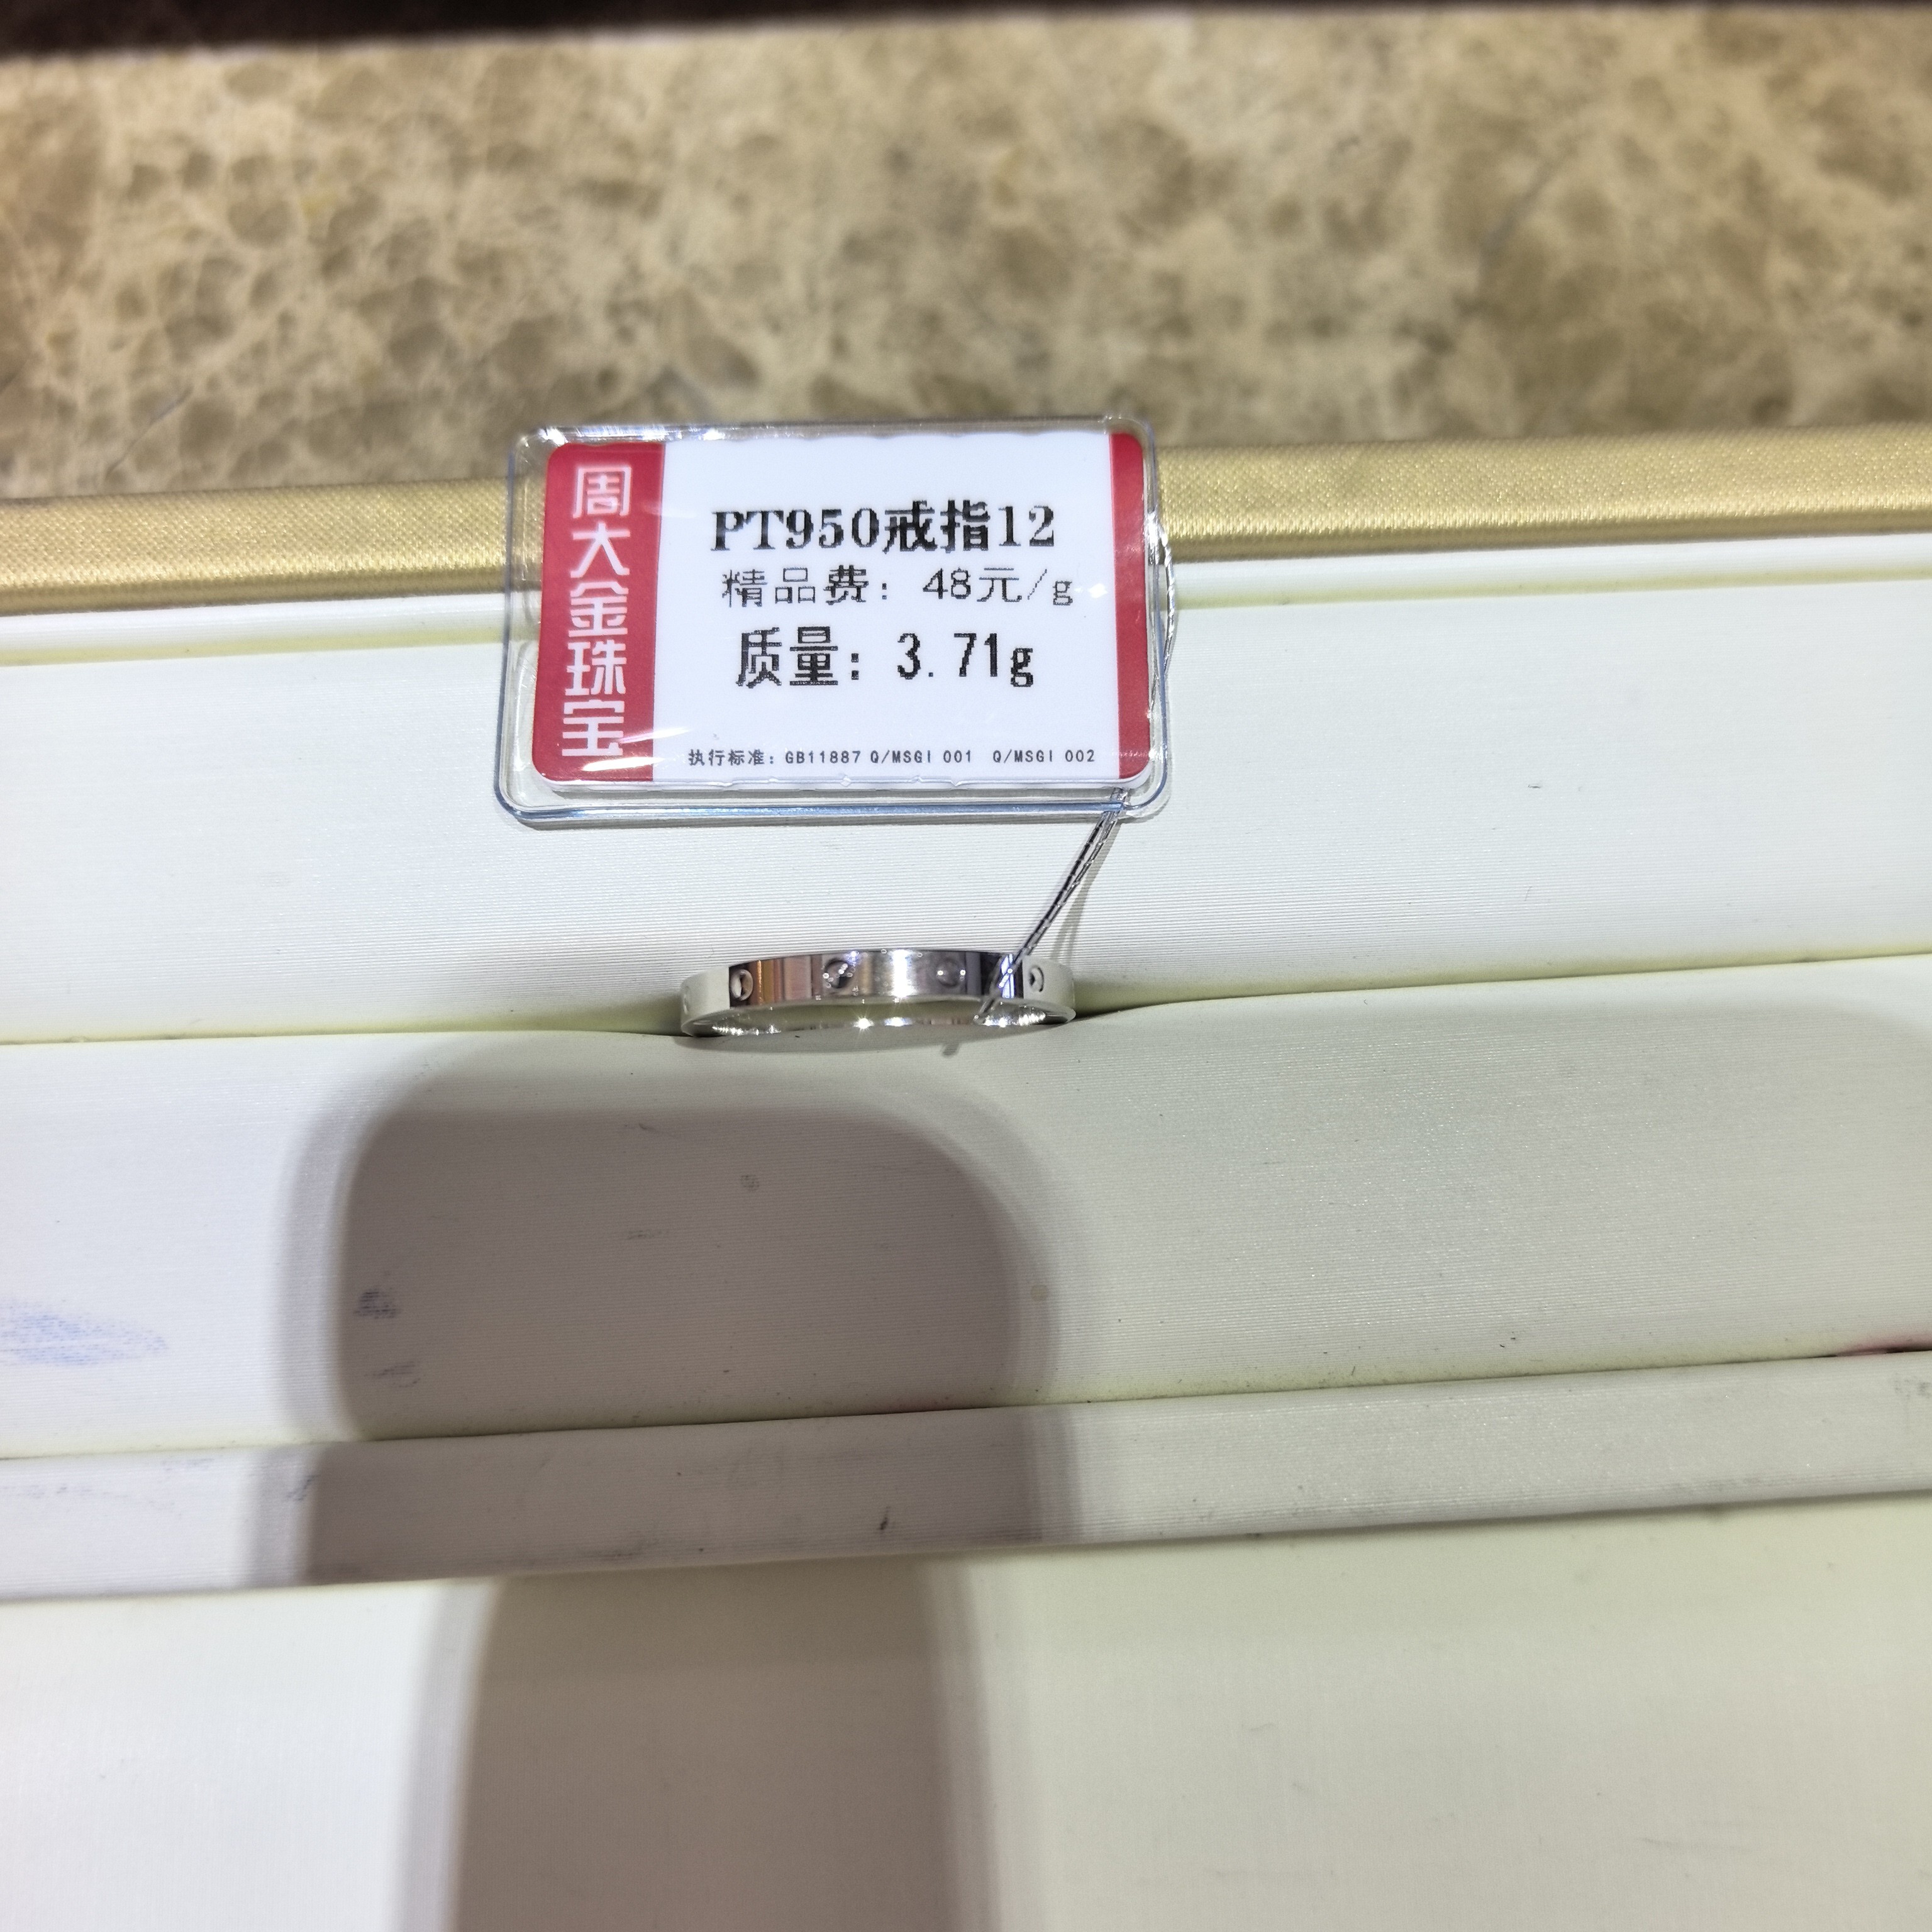 周大金珠宝
PT950戒指12
精品费: 48元/g
质量: 3.71g
执行标准: GB11887 Q/MSGI 001 Q/MSGI 002